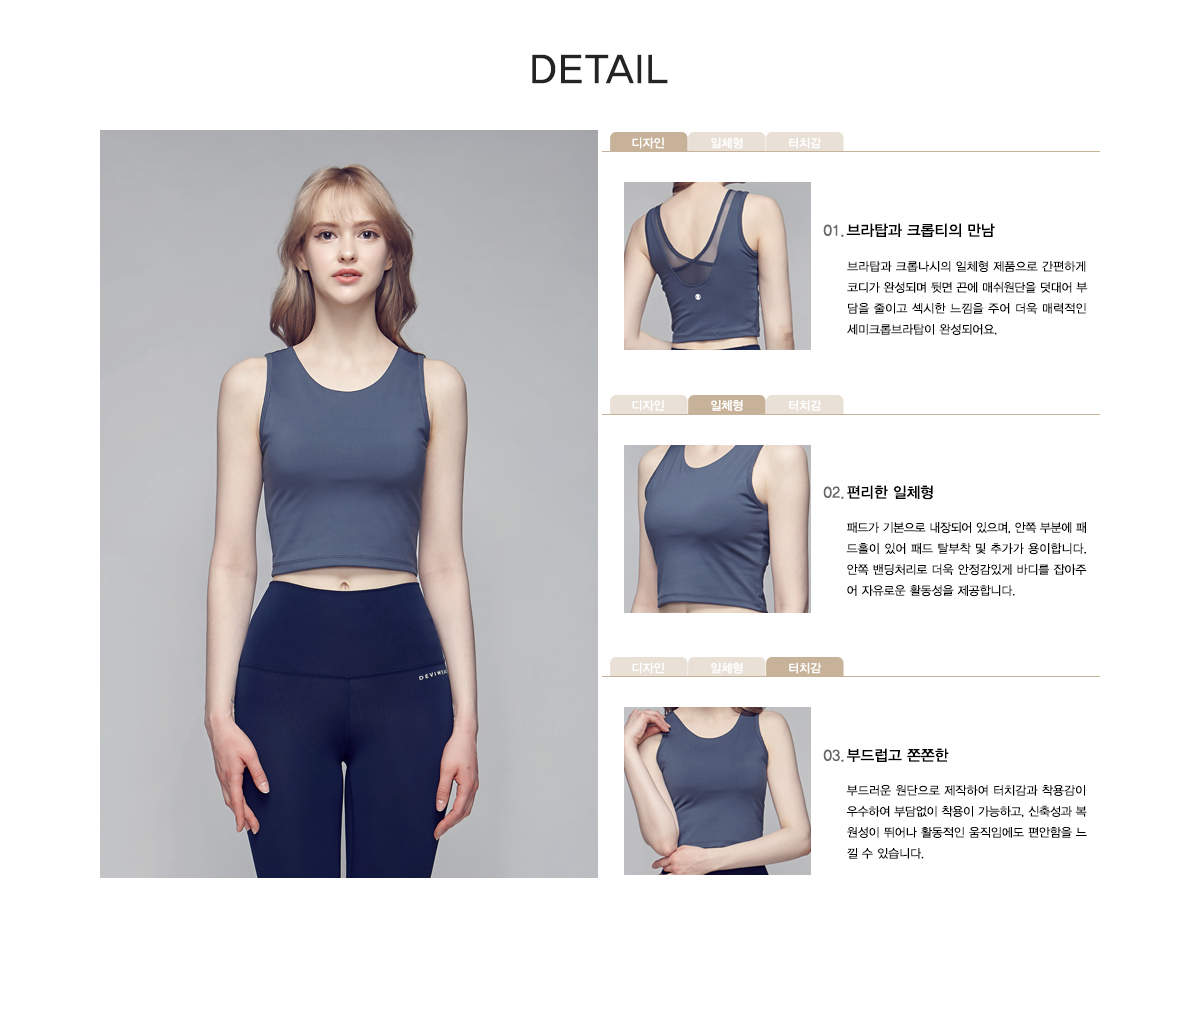 DETAIL
디자인 일체형 터치감
01. 브라탑과 크롭티의 만남
브라탑과 크롭나시의 일체형 제품으로 간편하게
코디가 완성되며 뒷면 끈에 매쉬원단을 덧대어 부
담을 줄이고 섹시한 느낌을 주어 더욱 매력적인
세미크롭브라탑이 완성되어요.
디자인 일체형 터치감
02. 편리한 일체형
패드가 기본으로 내장되어 있으며, 안쪽 부분에 패
드홀이 있어 패드 탈부착 및 추가가 용이합니다.
안쪽 밴딩처리로 더욱 안정감있게 바디를 잡아주
어 자유로운 활동성을 제공합니다.
DEVIWEA
디자인 일체형 터치감
03. 부드럽고 쫀쫀한
부드러운 원단으로 제작하여 터치감과 착용감이
우수하여 부담없이 착용이 가능하고, 신축성과 복
원성이 뛰어나 활동적인 움직임에도 편안함을 느
낄 수 있습니다.